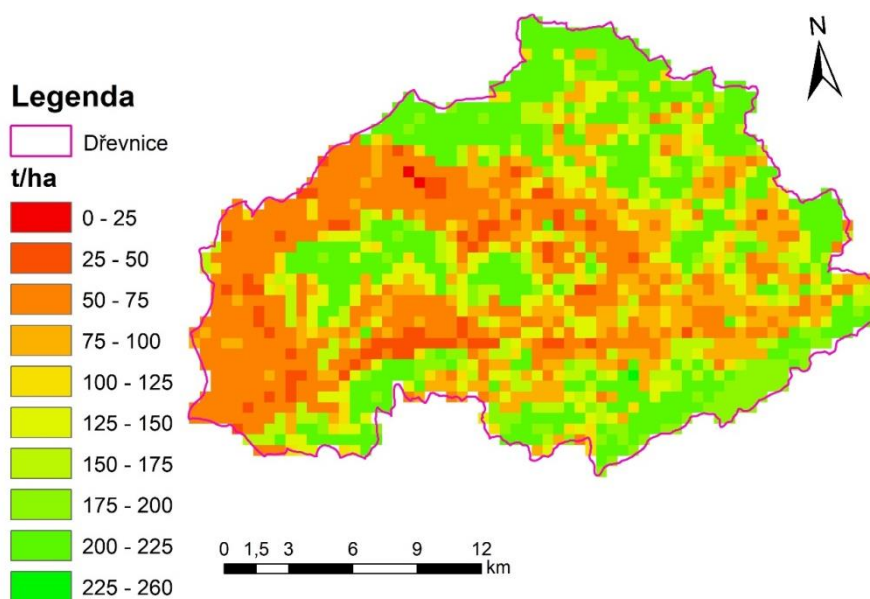 N
Legenda
Dřevnice
t/ha
0 - 25
25 - 50
50 - 75
75 - 100
100 - 125
125 - 150
150 - 175
175 - 200
200 - 225
225 - 260
0 1,5 3 6 9 12
km